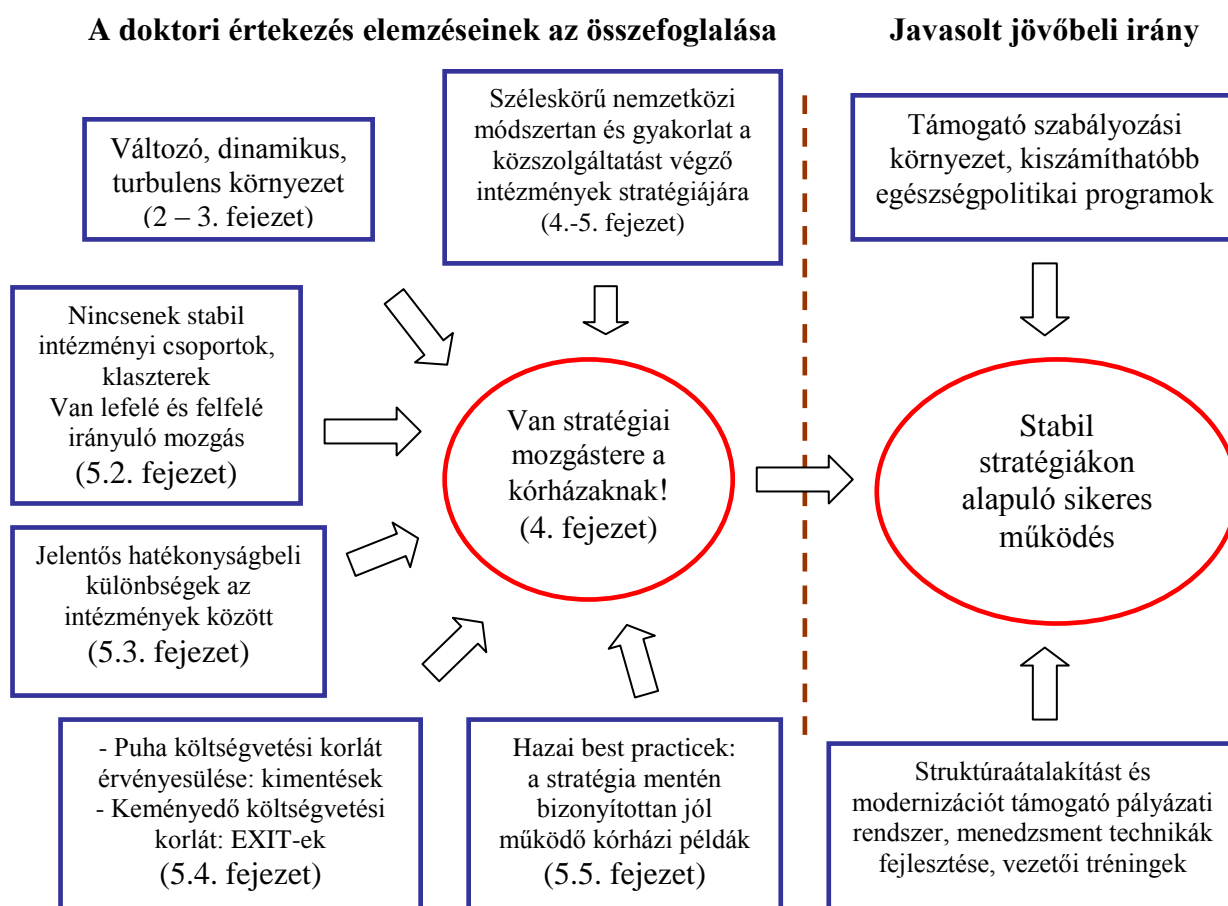 A doktori értekezés elemzéseinek az összefoglalása
Javasolt jövőbeli irány
Változó, dinamikus,
turbulens környezet
(2 – 3. fejezet)
Széleskörű nemzetközi
módszertan és gyakorlat a
közszolgáltatást végző
intézmények stratégiájára
(4.-5. fejezet)
Támogató szabályozási
környezet, kiszámíthatóbb
egészségpolitikai programok
Nincsenek stabil
intézményi csoportok,
klaszterek
Van lefelé és felfelé
irányuló mozgás
(5.2. fejezet)
Van stratégiai
mozgástere a
kórházaknak!
(4. fejezet)
Stabil
stratégiákon
alapuló sikeres
működés
Jelentős hatékonyságbeli
különbségek az
intézmények között
(5.3. fejezet)
- Puha költségvetési korlát
érvényesülése: kimentések
- Keményedő költségvetési
korlát: EXIT-ek
(5.4. fejezet)
Hazai best practicek:
a stratégia mentén
bizonyítottan jól
működő kórházi példák
(5.5. fejezet)
Struktúraátalakítást és
modernizációt támogató pályázati
rendszer, menedzsment technikák
fejlesztése, vezetői tréningek